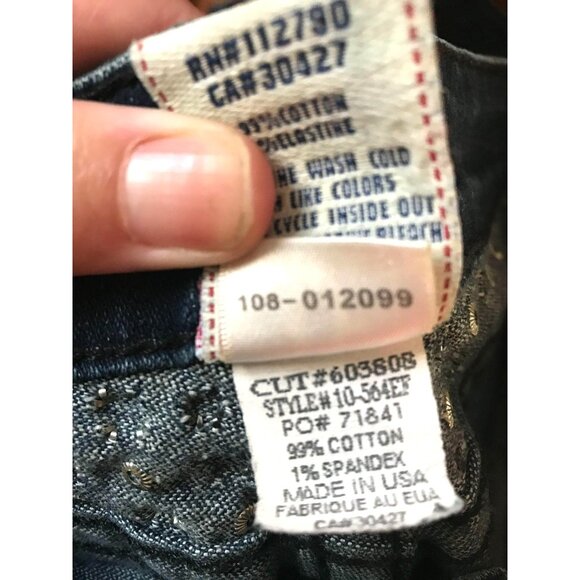 RN#112790
CA#30427
% COTTON
% ELASTINE
WASH COLD
LIKE COLORS
CYCLE INSIDE OUT
108-012099
CUT#603808
STYLE#10-564EF
PO# 71841
99% COTTON
1% SPANDEX
MADE IN USA
FABRIQUE AU EUA
CA#30427